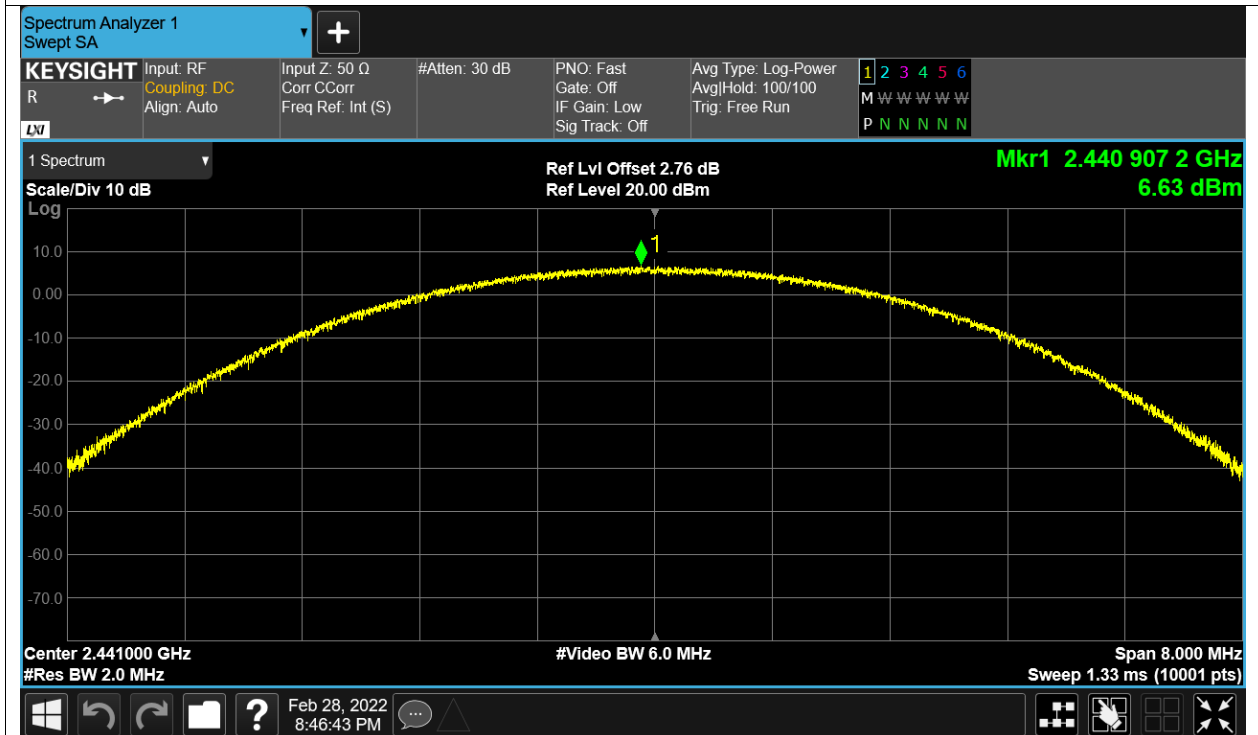 Spectrum Analyzer 1
Swept SA
+
KEYSIGHT
R
LXI
Input: RF
Coupling: DC
Align: Auto
Input Z: 50 Ω
Corr CCorr
Freq Ref: Int (S)
#Atten: 30 dB
PNO: Fast
Gate: Off
IF Gain: Low
Sig Track: Off
Avg Type: Log-Power
Avg|Hold: 100/100
Trig: Free Run
1 2 3 4 5 6
M W W W W W
P N N N N N N
1 Spectrum
Scale/Div 10 dB
Log
Ref Lvl Offset 2.76 dB
Ref Level 20.00 dBm
Mkr1 2.440 907 2 GHz
6.63 dBm
1
10.0
0.00
-10.0
-20.0
-30.0
-40.0
-50.0
-60.0
-70.0
Center 2.441000 GHz
#Video BW 6.0 MHz
Span 8.000 MHz
#Res BW 2.0 MHz
Sweep 1.33 ms (10001 pts)
?
Feb 28, 2022
8:46:43 PM